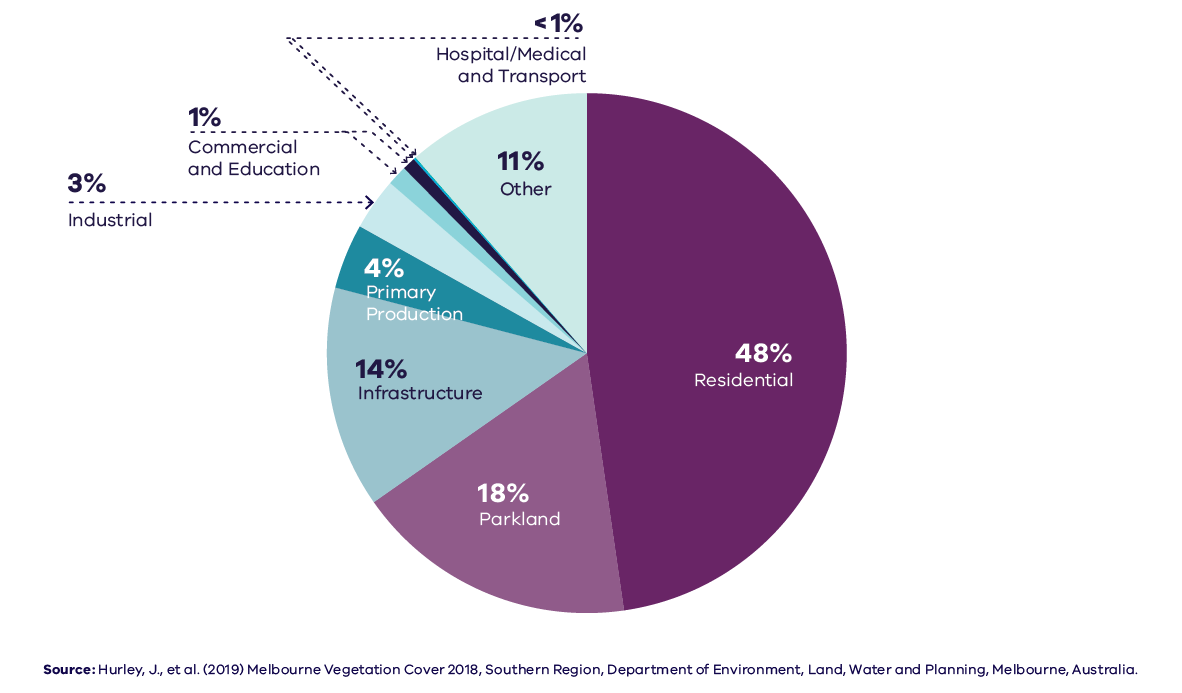 <1%
Hospital/Medical
and Transport
1%
Commercial
and Education
3%
Industrial
11%
Other
4%
Primary
Production
14%
Infrastructure
48%
Residential
18%
Parkland
Source: Hurley, J., et al. (2019) Melbourne Vegetation Cover 2018, Southern Region, Department of Environment, Land, Water and Planning, Melbourne, Australia.